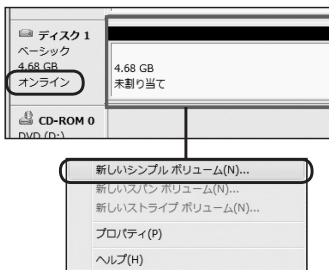 ディスク 1
ベーシック
4.68 GB
オンライン
4.68 GB
未割り当て
CD-ROM 0
DVD (D:)
新しいシンプル ボリューム(N)...
新しいスパン ボリューム(N)...
新しいストライプ ボリューム(N)...
プロパティ(P)
ヘルプ(H)